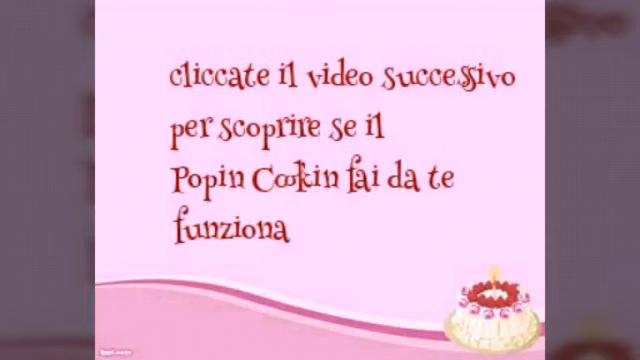 cliccate il video successivo
per scoprire se il
Popin Cookin fai da te
funziona